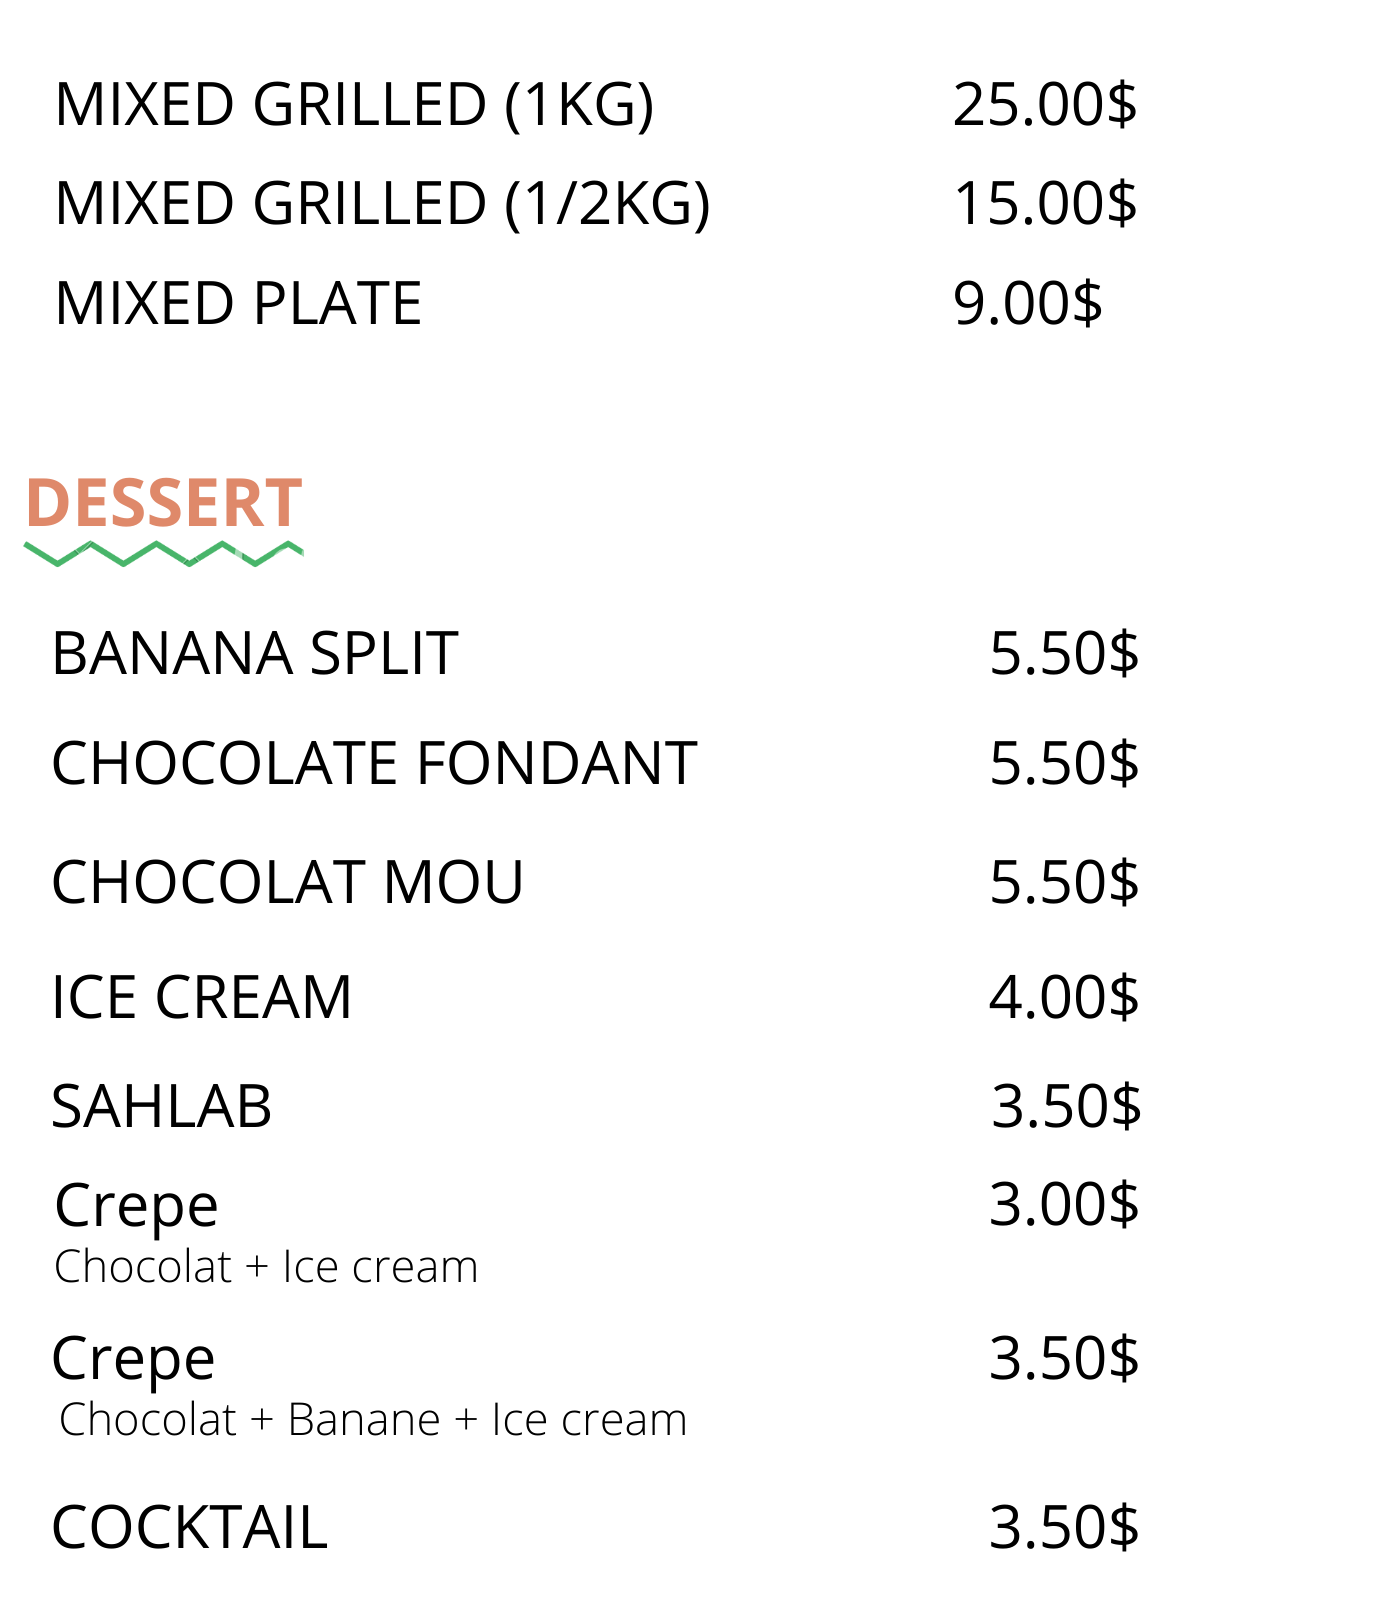 MIXED GRILLED (1KG) 25.00$
MIXED GRILLED (1/2KG) 15.00$
MIXED PLATE 9.00$
DESSERT
BANANA SPLIT 5.50$
CHOCOLATE FONDANT 5.50$
CHOCOLAT MOU 5.50$
ICE CREAM 4.00$
SAHLAB 3.50$
Crepe 3.00$
Chocolat + Ice cream
Crepe 3.50$
Chocolat + Banane + Ice cream
COCKTAIL 3.50$